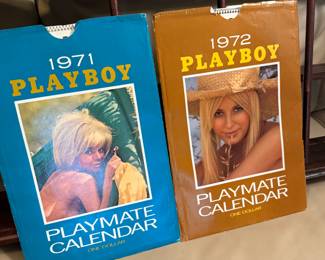 1971
PLAYBOY
PLAYMATE
CALENDAR
ONE DOLLAR
1972
PLAYBOY
PLAYMATE
CALENDAR
ONE DOLLAR